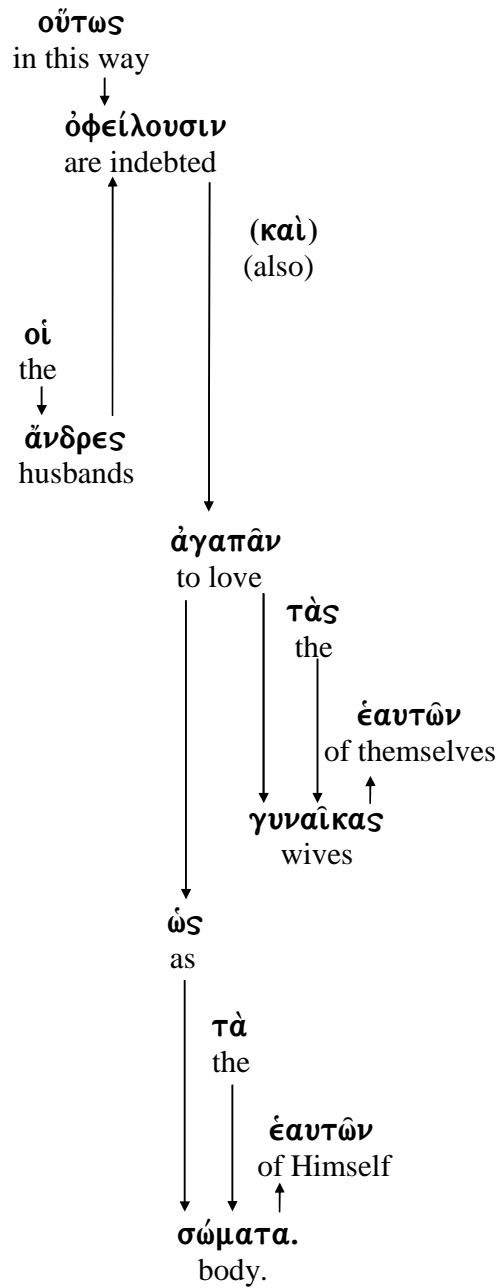 οὕτως
in this way
ὀφείλουσιν
are indebted
(καὶ)
(also)
οἱ
the
ἄνδρες
husbands
ἀγαπᾶν
to love
τὰς
the
ἑαυτῶν
of themselves
γυναῖκας
wives
ὡς
as
τὰ
the
ἑαυτῶν
of Himself
σώματα.
body.